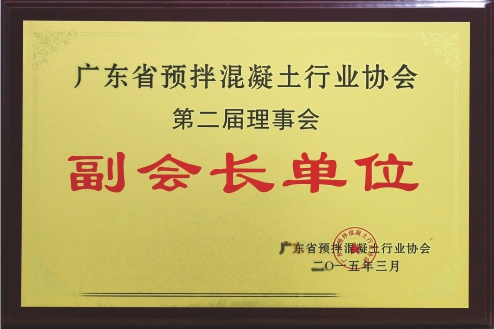 广东省预拌混凝土行业协会
第二届理事会
副会长单位
广东省预拌混凝土行业协会
二〇一五年三月